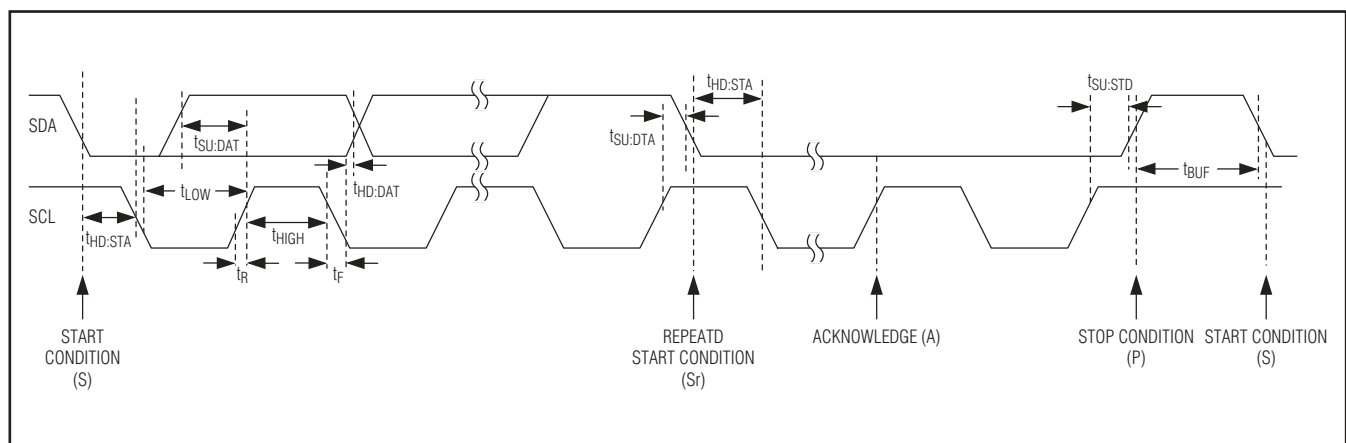 tHD:STA
tSU:STD
SDA
tSU:DAT
tSU:DTA
tHD:DAT
tBUF
tLOW
SCL
tHD:STA
tHIGH
tR
tF
START
CONDITION
(S)
REPEATD
START CONDITION
(Sr)
ACKNOWLEDGE (A)
STOP CONDITION
(P)
START CONDITION
(S)